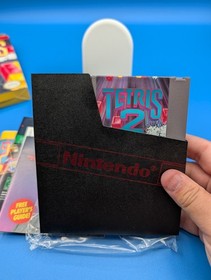 TETRIS
2
Nintendo®
FREE
PLAYER'S
GUIDE!